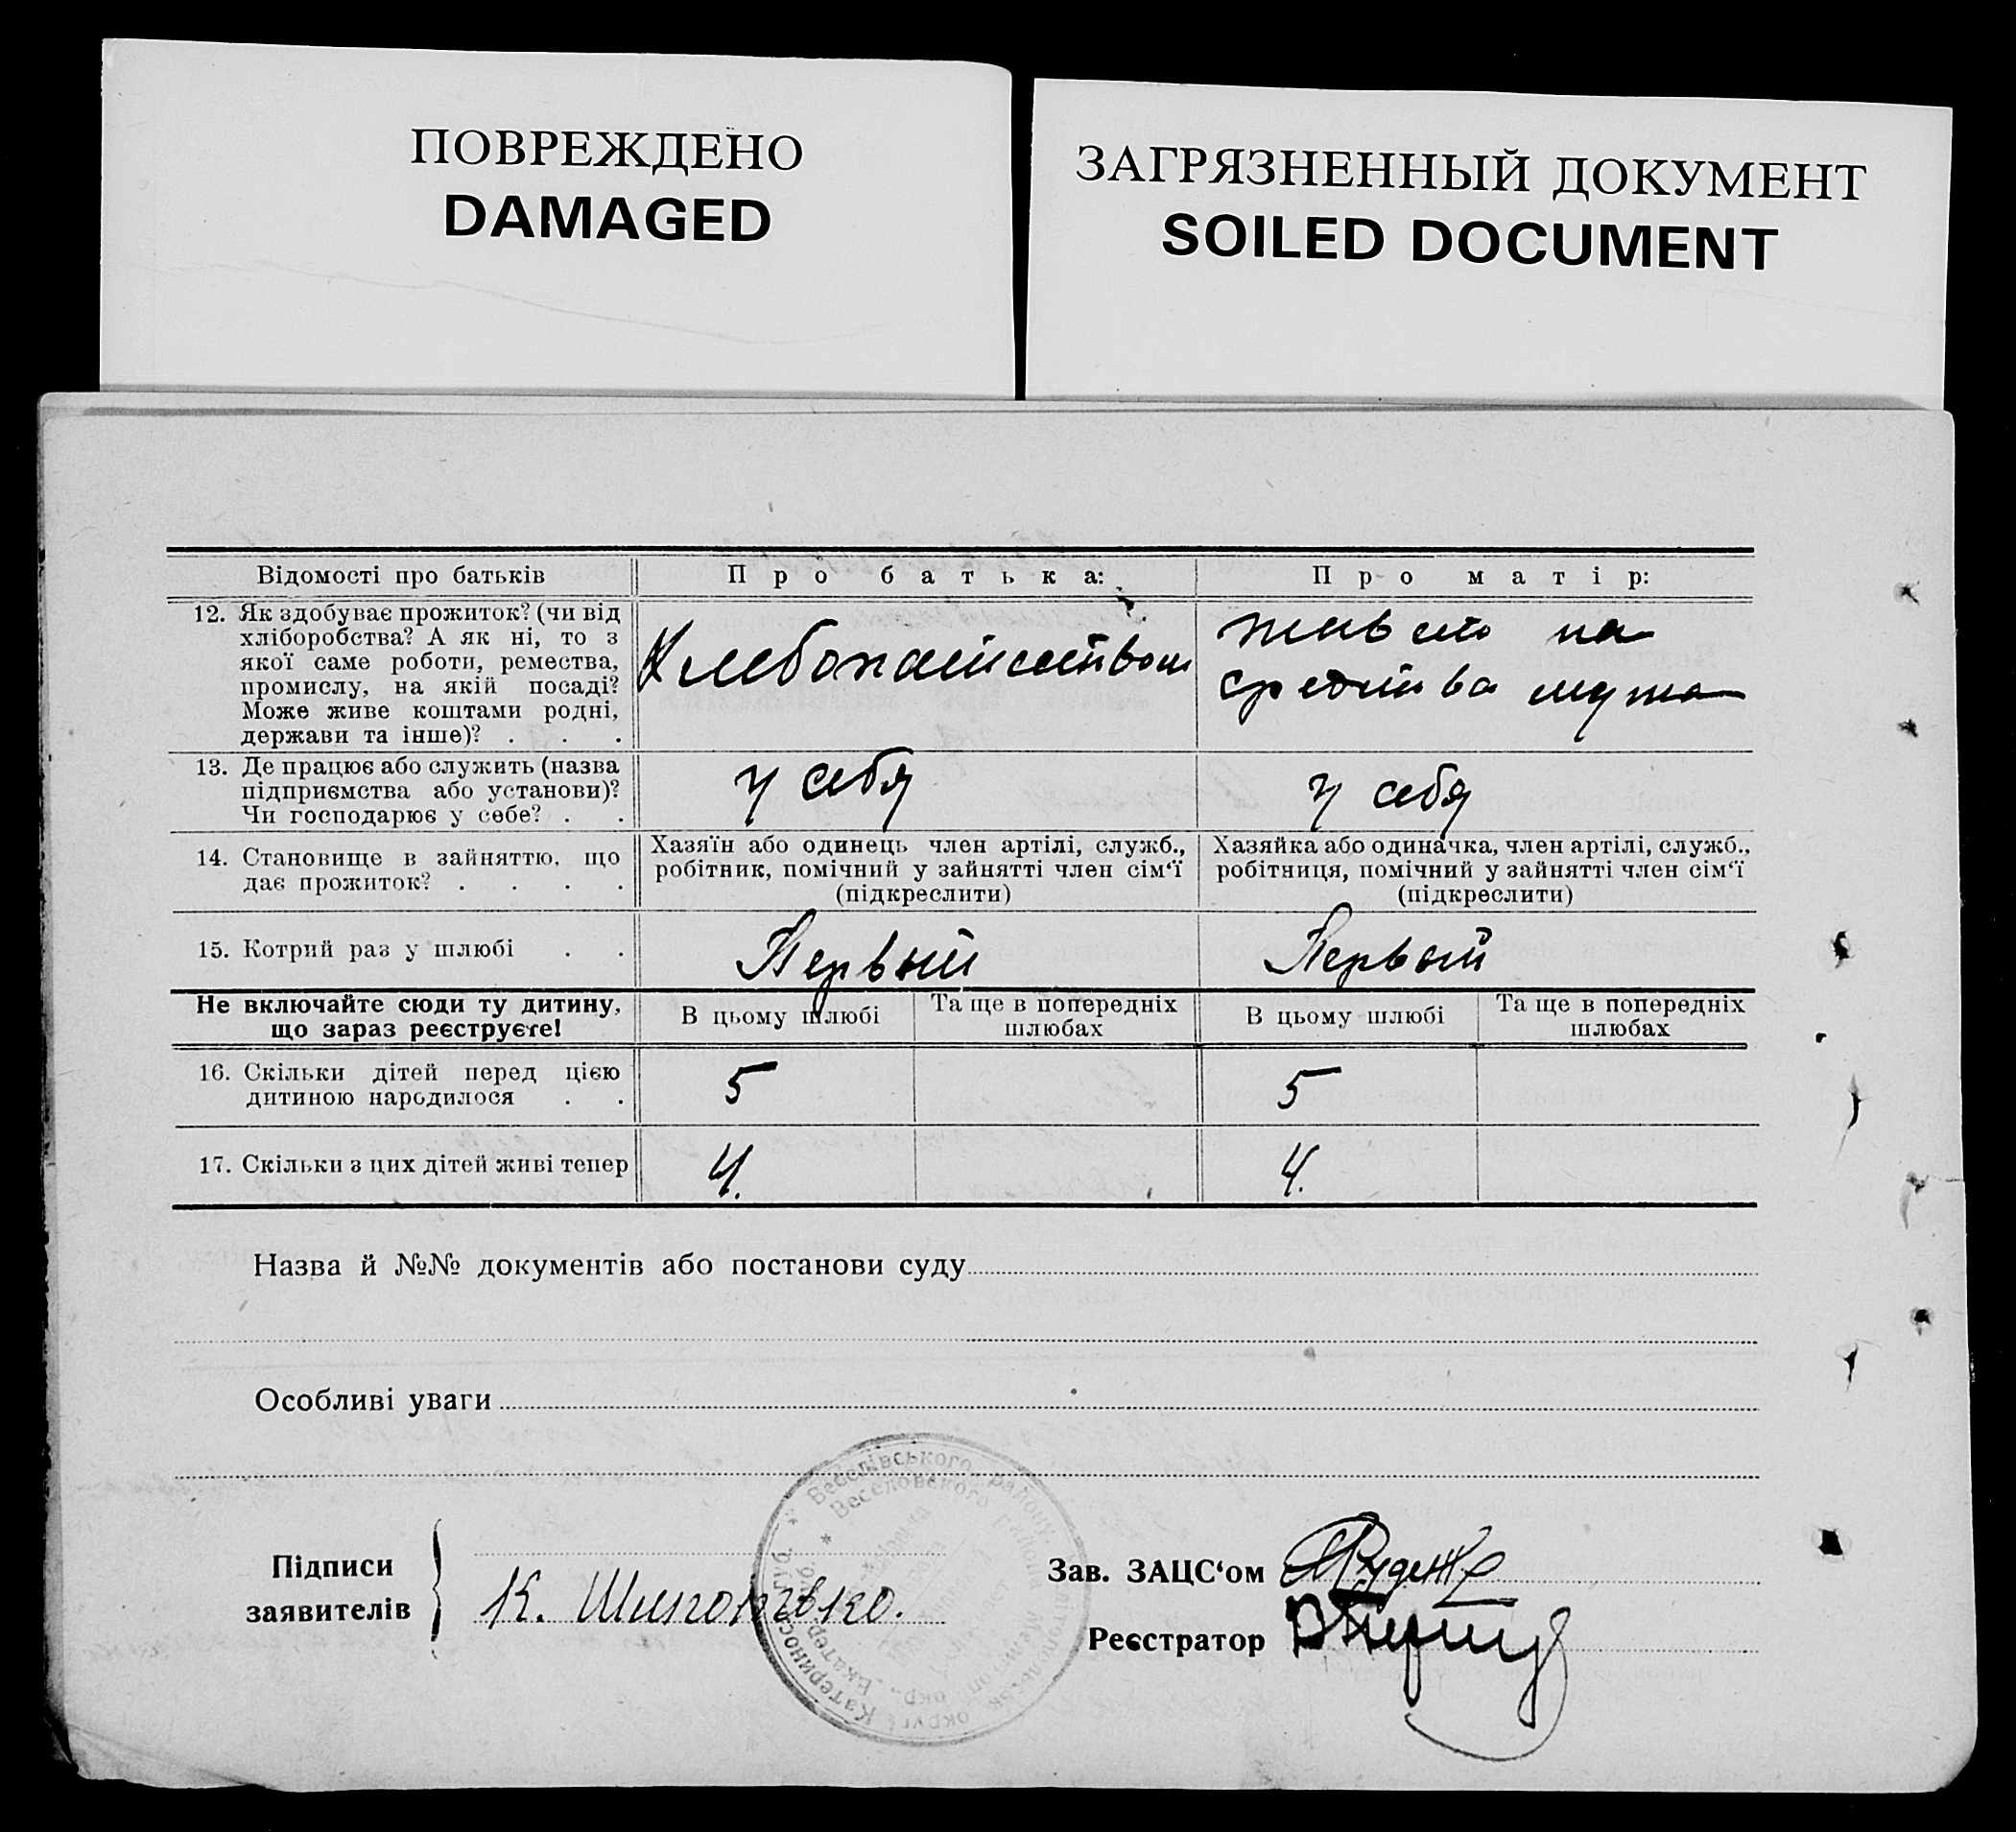 ПОВРЕЖДЕНО
DAMAGED
ЗАГРЯЗНЕННЫЙ ДОКУМЕНТ
SOILED DOCUMENT
Відомості про батьків
Про батька:
Про матір:
12. Як здобуває прожиток? (чи від
хліборобства? А як ні, то з
якої саме роботи, ремества,
промислу, на якій посаді?
Може живе коштами родні,
держави та інше)? . . .
Хлебопашеством
живет на
средства мужа
13. Де працює або служить (назва
підприємства або установи)?
Чи господарює у себе? . .
у себя
у себя
14. Становище в зайняттю, що
дає прожиток? . . . .
Хазяїн або одинець член артілі, служб.,
робітник, помічний у зайнятті член сім‘ї
(підкреслити)
Хазяйка або одиначка, член артілі, служб.,
робітниця, помічний у зайнятті член сім‘ї
(підкреслити)
15. Котрий раз у шлюбі . .
Первый
Первый
Не включайте сюди ту дитину,
що зараз реєструєте!
В цьому шлюбі
Та ще в попередніх
шлюбах
В цьому шлюбі
Та ще в попередніх
шлюбах
16. Скільки дітей перед цією
дитиною народилося . .
5
5
17. Скільки з цих дітей живі тепер
4.
4.
Назва й №№ документів або постанови суду
Особливі уваги
Веселівського району
Веселовского района
Катеринослу
окр.
Підписи
заявителів
К.
Зав. ЗАЦС‘ом
Реєстратор